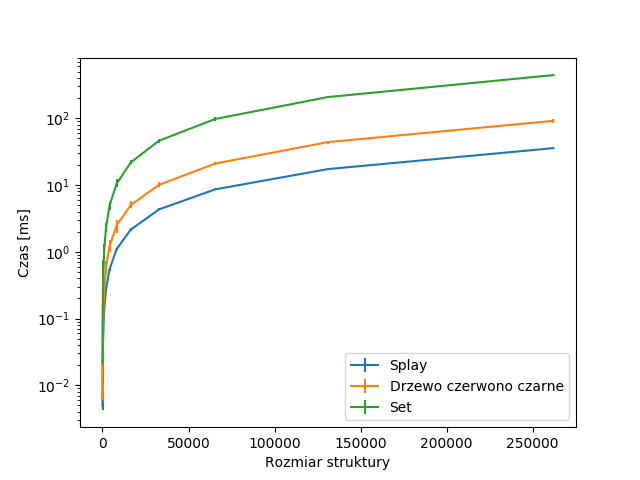 Czas [ms]
10²
10¹
10⁰
10⁻¹
10⁻²
0 50000 100000 150000 200000 250000
Rozmiar struktury
Splay
Drzewo czerwono czarne
Set